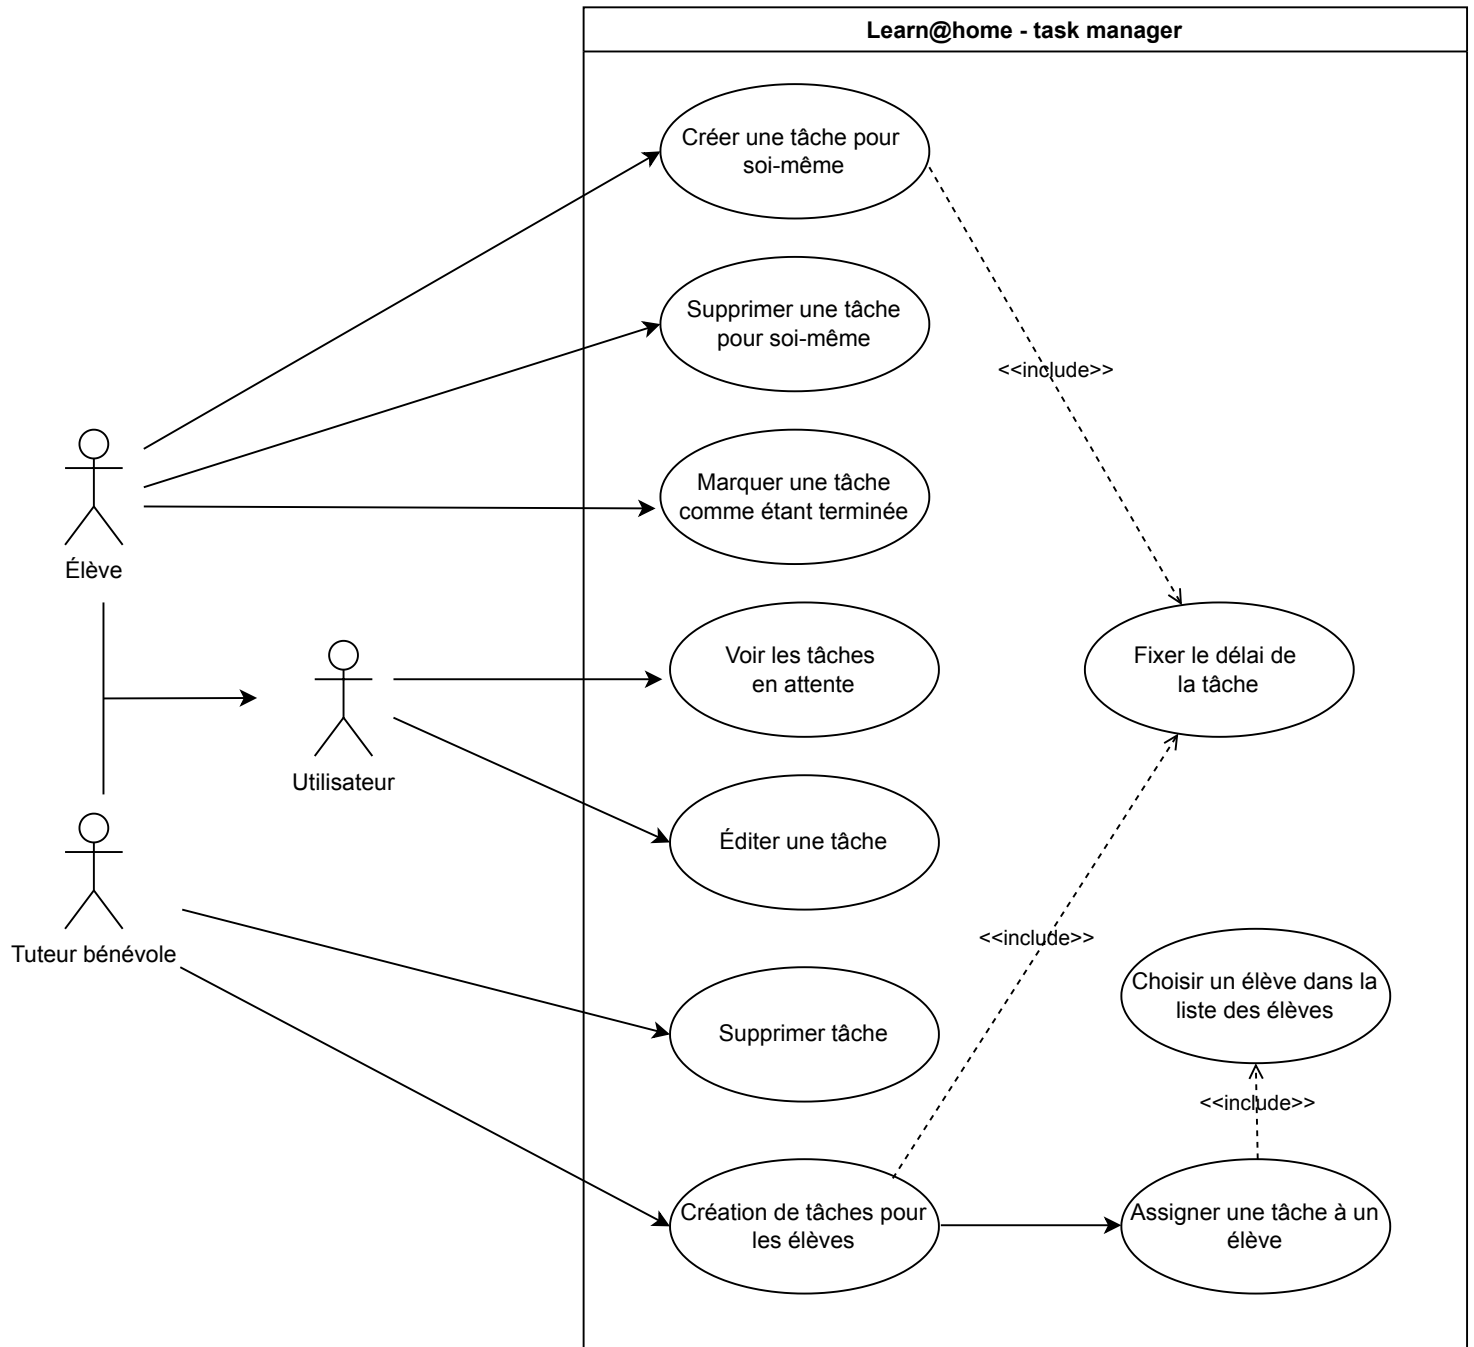 Learn@home - task manager
Créer une tâche pour
soi-même
Supprimer une tâche
pour soi-même
<<include>>
Marquer une tâche
comme étant terminée
Élève
Voir les tâches
en attente
Fixer le délai de
la tâche
Utilisateur
Éditer une tâche
Tuteur bénévole
<<include>>
Choisir un élève dans la
liste des élèves
Supprimer tâche
<<include>>
Création de tâches pour
les élèves
Assigner une tâche à un
élève